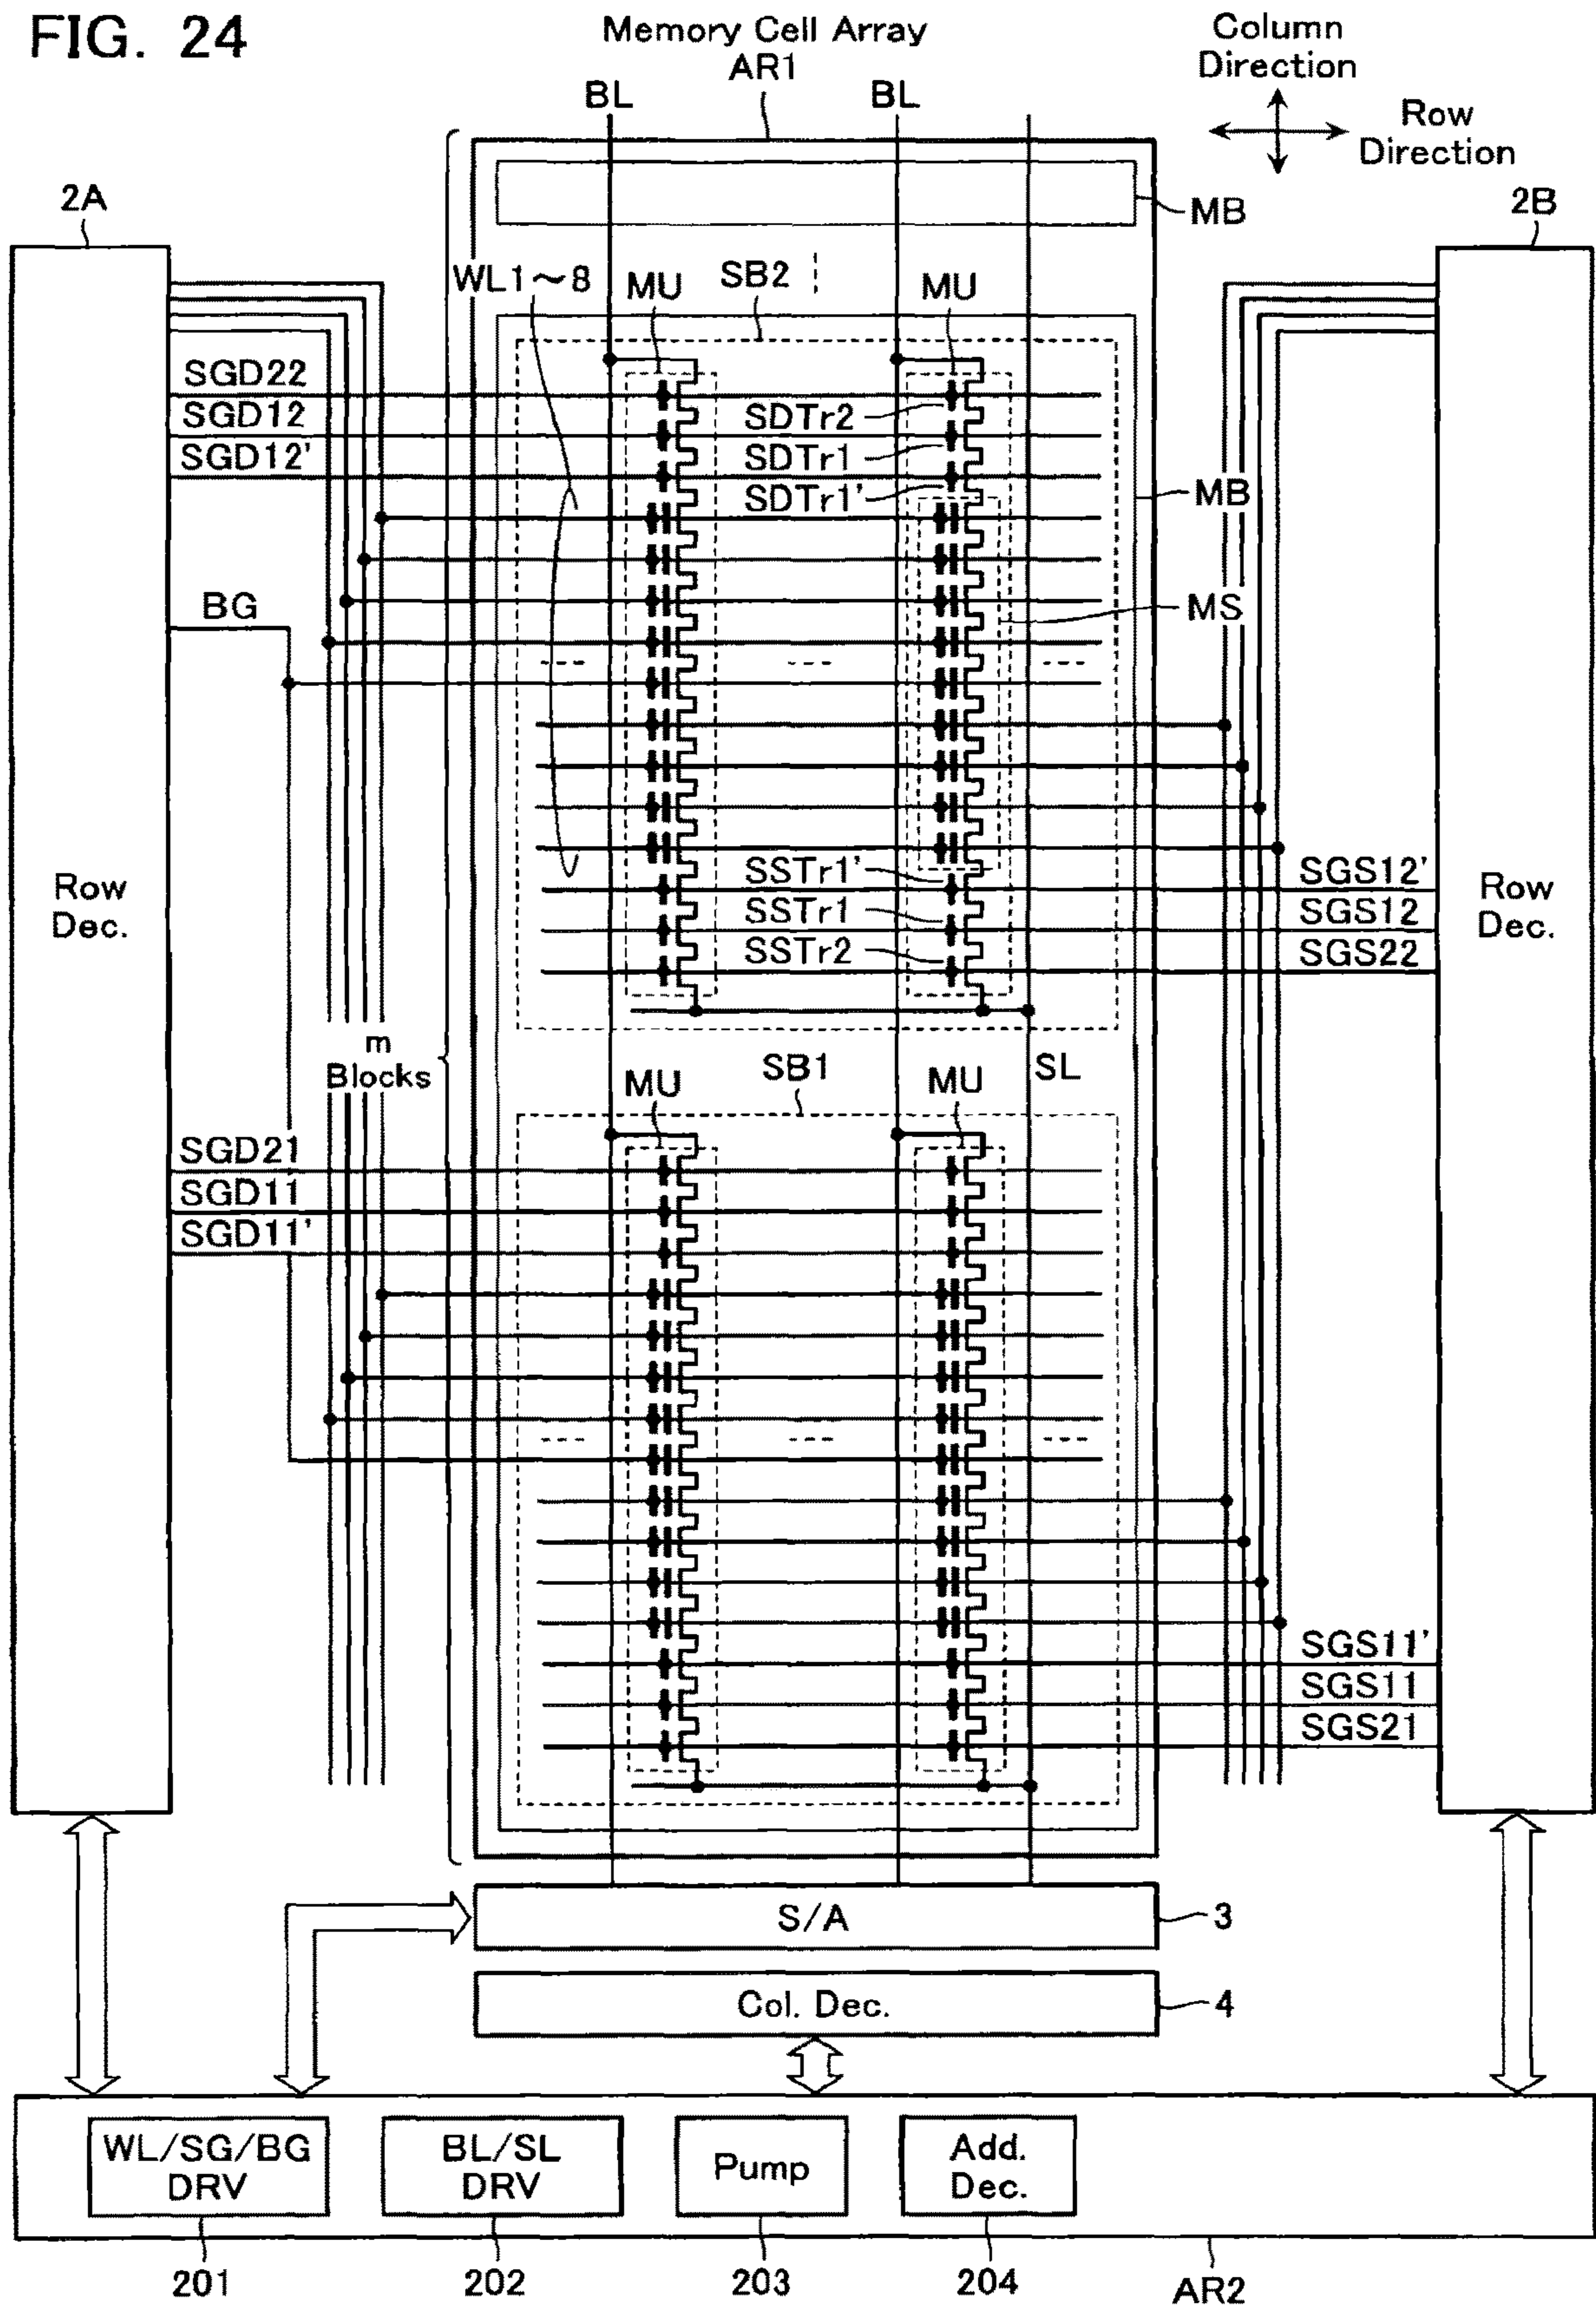 FIG. 24
Memory Cell Array
AR1
Column
Direction
Row
Direction
BL
BL
2A
2B
MB
WL1~8
MU
SB2
MU
SGD22
SGD12
SGD12'
SDTr2
SDTr1
SDTr1'
MB
BG
MS
Row
Dec.
Row
Dec.
SSTr1'
SSTr1
SSTr2
SGS12'
SGS12
SGS22
m
Blocks
MU
SB1
MU
SL
SGD21
SGD11
SGD11'
SGS11'
SGS11
SGS21
S/A
3
Col. Dec.
4
WL/SG/BG
DRV
BL/SL
DRV
Pump
Add.
Dec.
201
202
203
204
AR2